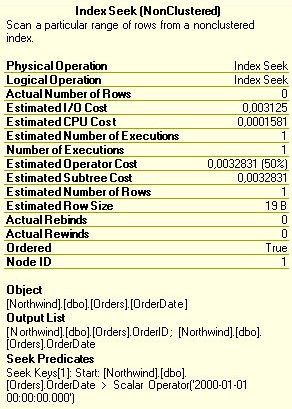 Index Seek (NonClustered)
Scan a particular range of rows from a nonclustered
index.
Physical Operation Index Seek
Logical Operation Index Seek
Actual Number of Rows 0
Estimated I/O Cost 0,003125
Estimated CPU Cost 0,0001581
Estimated Number of Executions 1
Number of Executions 1
Estimated Operator Cost 0,0032831 (50%)
Estimated Subtree Cost 0,0032831
Estimated Number of Rows 1
Estimated Row Size 19 B
Actual Rebinds 0
Actual Rewinds 0
Ordered True
Node ID 1
Object
[Northwind].[dbo].[Orders].[OrderDate]
Output List
[Northwind].[dbo].[Orders].OrderID; [Northwind].[dbo].
[Orders].OrderDate
Seek Predicates
Seek Keys[1]: Start: [Northwind].[dbo].
[Orders].OrderDate > Scalar Operator('2000-01-01
00:00:00.000')